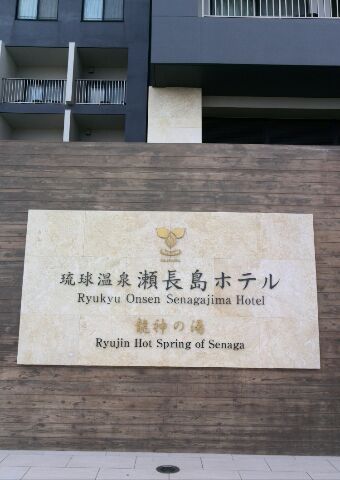 琉球温泉 瀬長島ホテル
Ryukyu Onsen Senagajima Hotel
龍神の湯
Ryujin Hot Spring of Senaga